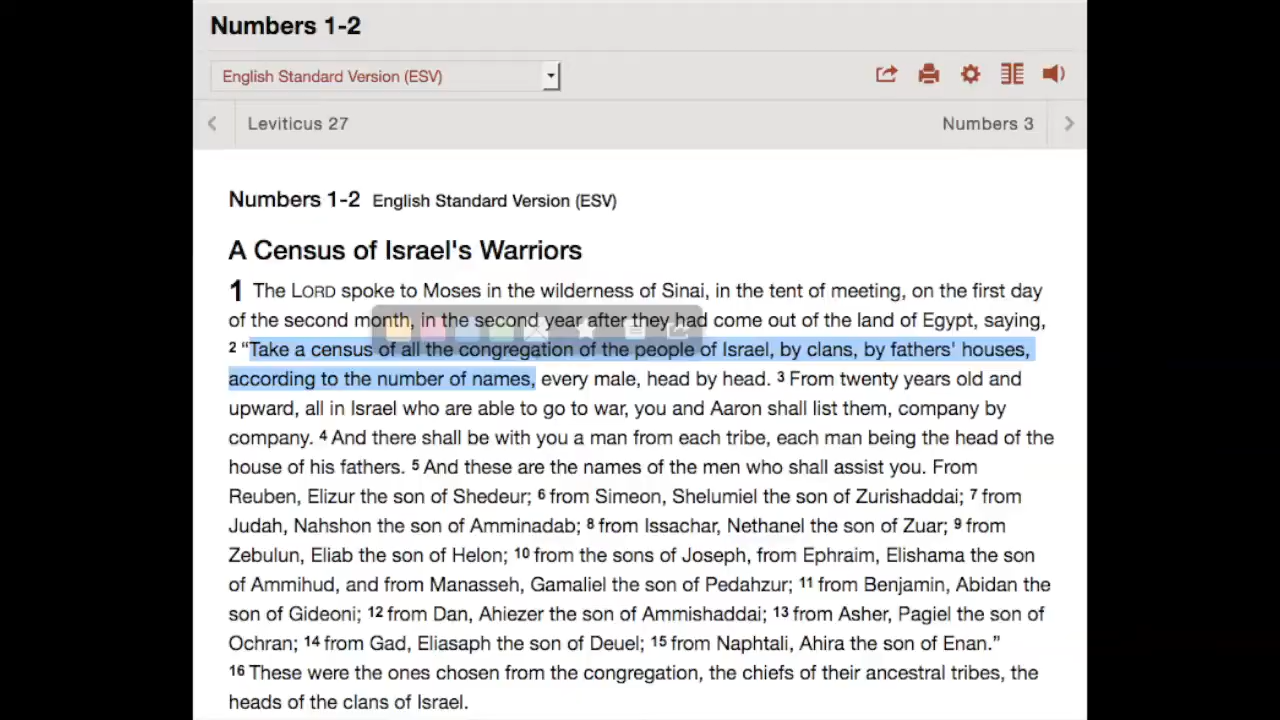 Numbers 1-2
English Standard Version (ESV)
Leviticus 27
Numbers 3
Numbers 1-2 English Standard Version (ESV)
A Census of Israel's Warriors
1 The LORD spoke to Moses in the wilderness of Sinai, in the tent of meeting, on the first day
of the second month, in the second year after they had come out of the land of Egypt, saying,
2 “Take a census of all the congregation of the people of Israel, by clans, by fathers' houses,
according to the number of names, every male, head by head. 3 From twenty years old and
upward, all in Israel who are able to go to war, you and Aaron shall list them, company by
company. 4 And there shall be with you a man from each tribe, each man being the head of the
house of his fathers. 5 And these are the names of the men who shall assist you. From
Reuben, Elizur the son of Shedeur; 6 from Simeon, Shelumiel the son of Zurishaddai; 7 from
Judah, Nahshon the son of Amminadab; 8 from Issachar, Nethanel the son of Zuar; 9 from
Zebulun, Eliab the son of Helon; 10 from the sons of Joseph, from Ephraim, Elishama the son
of Ammihud, and from Manasseh, Gamaliel the son of Pedahzur; 11 from Benjamin, Abidan the
son of Gideoni; 12 from Dan, Ahiezer the son of Ammishaddai; 13 from Asher, Pagiel the son of
Ochran; 14 from Gad, Eliasaph the son of Deuel; 15 from Naphtali, Ahira the son of Enan.”
16 These were the ones chosen from the congregation, the chiefs of their ancestral tribes, the
heads of the clans of Israel.